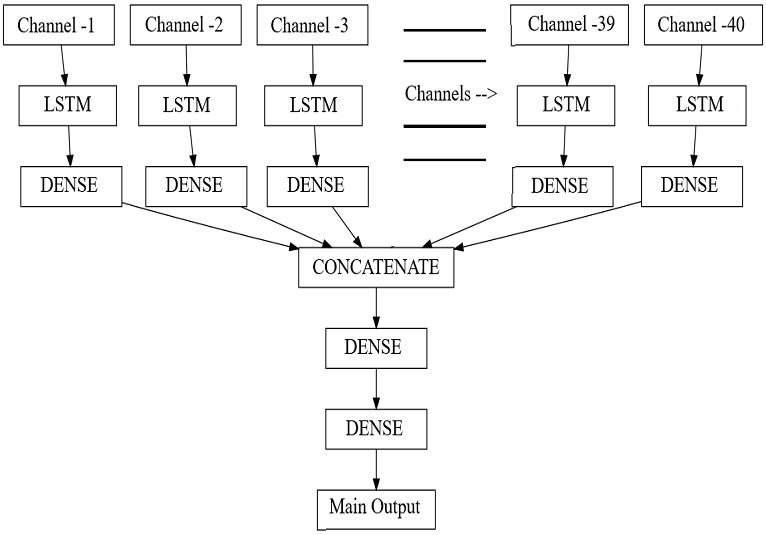 Channel -1
Channel -2
Channel -3
Channel -39
Channel -40
LSTM
LSTM
LSTM
Channels -->
LSTM
LSTM
DENSE
DENSE
DENSE
DENSE
DENSE
CONCATENATE
DENSE
DENSE
Main Output